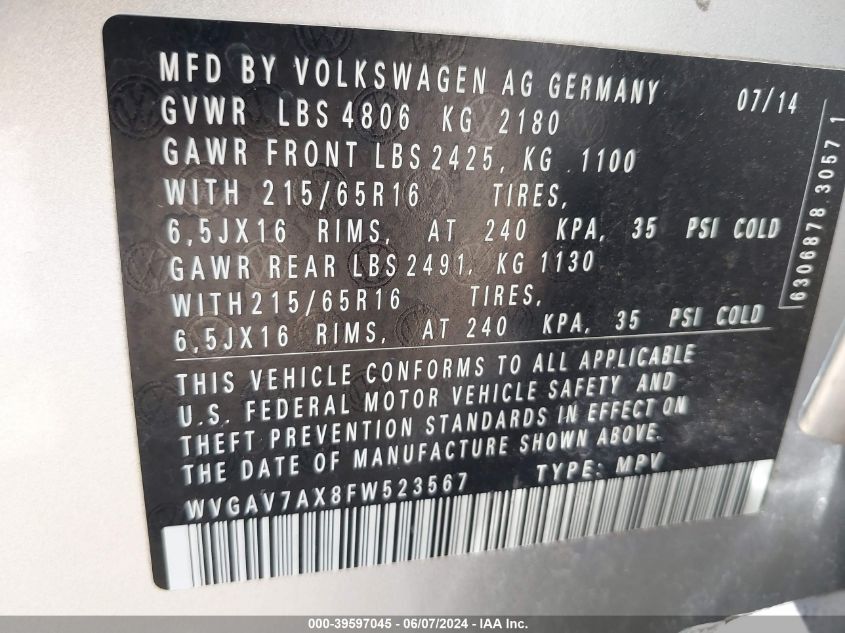 MFD BY VOLKSWAGEN AG GERMANY 07/14
GVWR LBS 4806 KG 2180
GAWR FRONT LBS 2425, KG 1100
WITH 215/65R16 TIRES,
6,5JX16 RIMS, AT 240 KPA, 35 PSI COLD
GAWR REAR LBS 2491, KG 1130
WITH 215/65R16 TIRES,
6,5JX16 RIMS, AT 240 KPA, 35 PSI COLD
6306878.3057 1
THIS VEHICLE CONFORMS TO ALL APPLICABLE
U.S. FEDERAL MOTOR VEHICLE SAFETY AND
THEFT PREVENTION STANDARDS IN EFFECT ON
THE DATE OF MANUFACTURE SHOWN ABOVE.
WVGAV7AX8FW523567 TYPE: MPV
000-39597045 - 06/07/2024 - IAA Inc.